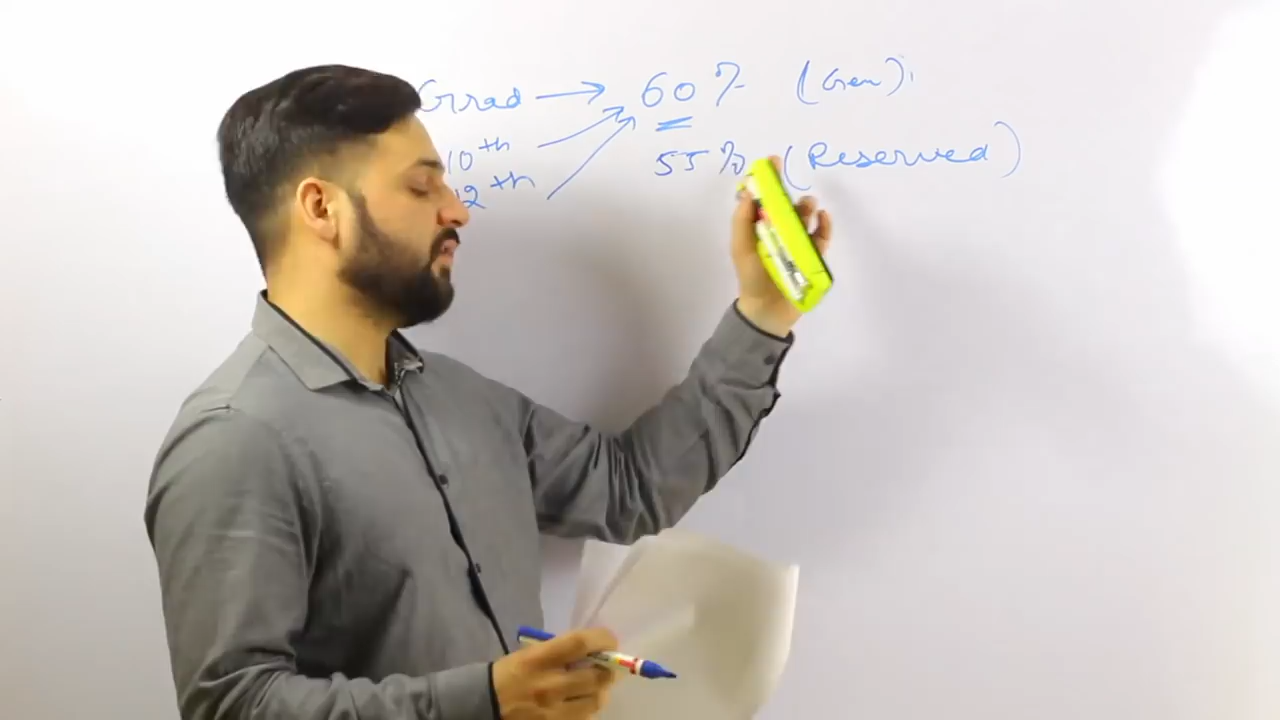 Grad → 60% (Gen)
10th
55% (Reserved)
12th